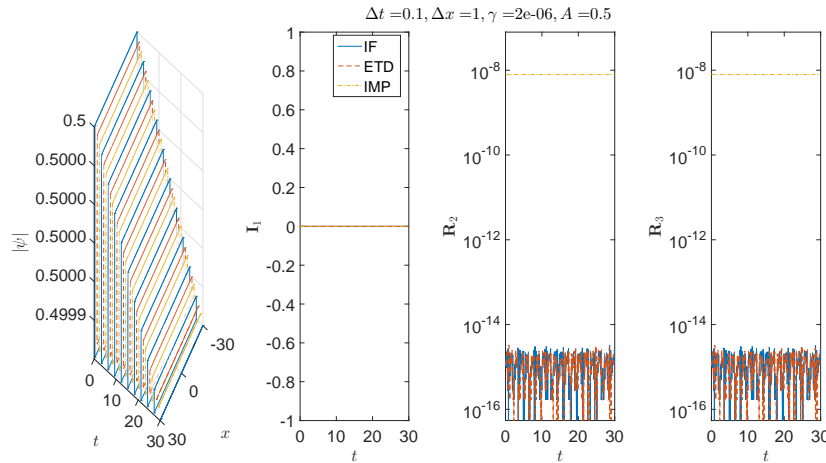 Δt =0.1, Δx =1, γ =2e-06, A =0.5
0.5
0.5000
0.5000
0.5000
0.5000
0.4999
|ψ|
0
10
20
30
t
30
0
-30
x
1
0.8
0.6
0.4
0.2
0
-0.2
-0.4
-0.6
-0.8
-1
I₁
0 10 20 30
t
IF
ETD
IMP
10⁻⁸
10⁻¹⁰
10⁻¹²
10⁻¹⁴
10⁻¹⁶
R₂
0 10 20 30
t
10⁻⁸
10⁻¹⁰
10⁻¹²
10⁻¹⁴
10⁻¹⁶
R₃
0 10 20 30
t